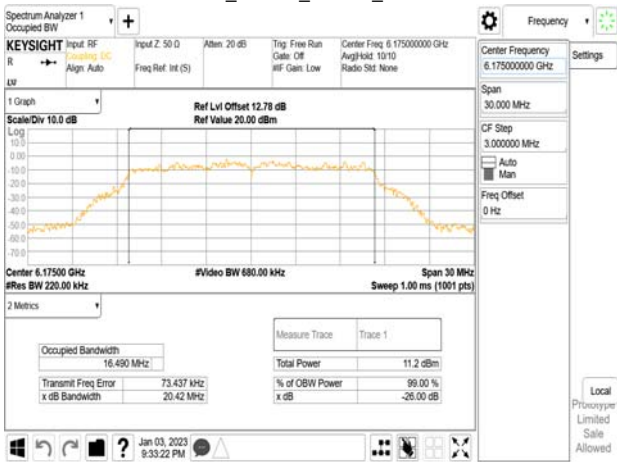 Spectrum Analyzer 1
Occupied BW
Frequency
KEYSIGHT
R
Input: RF
Coupling: DC
Align: Auto
Input Z: 50 Ω
Freq Ref: Int (S)
Atten: 20 dB
Trig: Free Run
Gate: Off
#IF Gain: Low
Center Freq: 6.175000000 GHz
Avg|Hold: 10/10
Radio Std: None
LXI
Center Frequency
6.175000000 GHz
Settings
Span
30.000 MHz
CF Step
3.000000 MHz
Auto
Man
Freq Offset
0 Hz
1 Graph
Scale/Div 10.0 dB
Ref Lvl Offset 12.78 dB
Ref Value 20.00 dBm
Log
10.0
0.00
-10.0
-20.0
-30.0
-40.0
-50.0
-60.0
-70.0
Center 6.17500 GHz
#Res BW 220.00 kHz
#Video BW 680.00 kHz
Span 30 MHz
Sweep 1.00 ms (1001 pts)
2 Metrics
Measure Trace Trace 1
Occupied Bandwidth
16.490 MHz
Total Power 11.2 dBm
Transmit Freq Error 73.437 kHz
% of OBW Power 99.00 %
x dB Bandwidth 20.42 MHz
x dB -26.00 dB
Local
Prototype
Limited
Sale
Allowed
?
Jan 03, 2023
9:33:22 PM